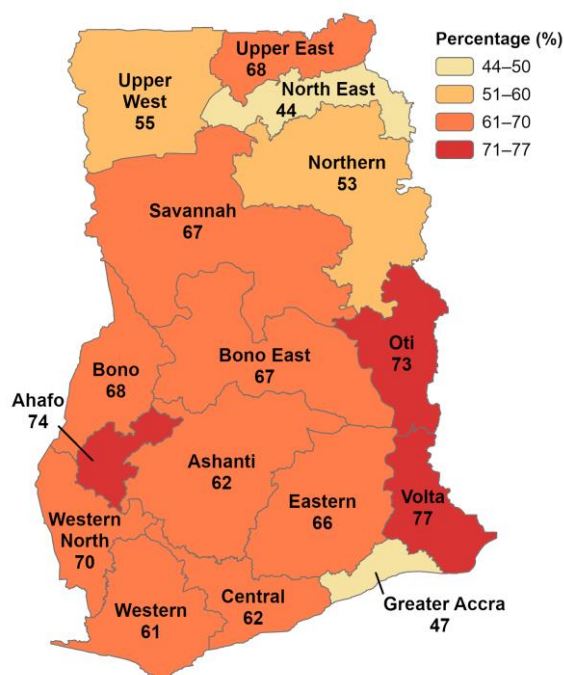 Percentage (%)
44–50
51–60
61–70
71–77
Upper East
68
Upper
West
55
North East
44
Northern
53
Savannah
67
Oti
73
Bono East
67
Bono
68
Ahafo
74
Ashanti
62
Eastern
66
Volta
77
Western
North
70
Central
62
Western
61
Greater Accra
47